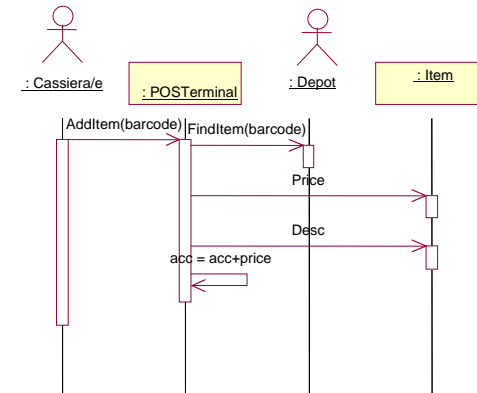 : Cassiera/e
: POSTerminal
: Depot
: Item
AddItem(barcode)
FindItem(barcode)
Price
Desc
acc = acc+price